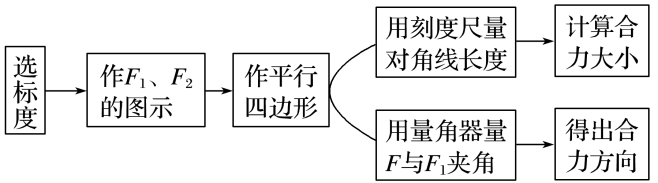 选标度
作F₁、F₂
的图示
作平行
四边形
用刻度尺量
对角线长度
计算合
力大小
用量角器量
F与F₁夹角
得出合
力方向